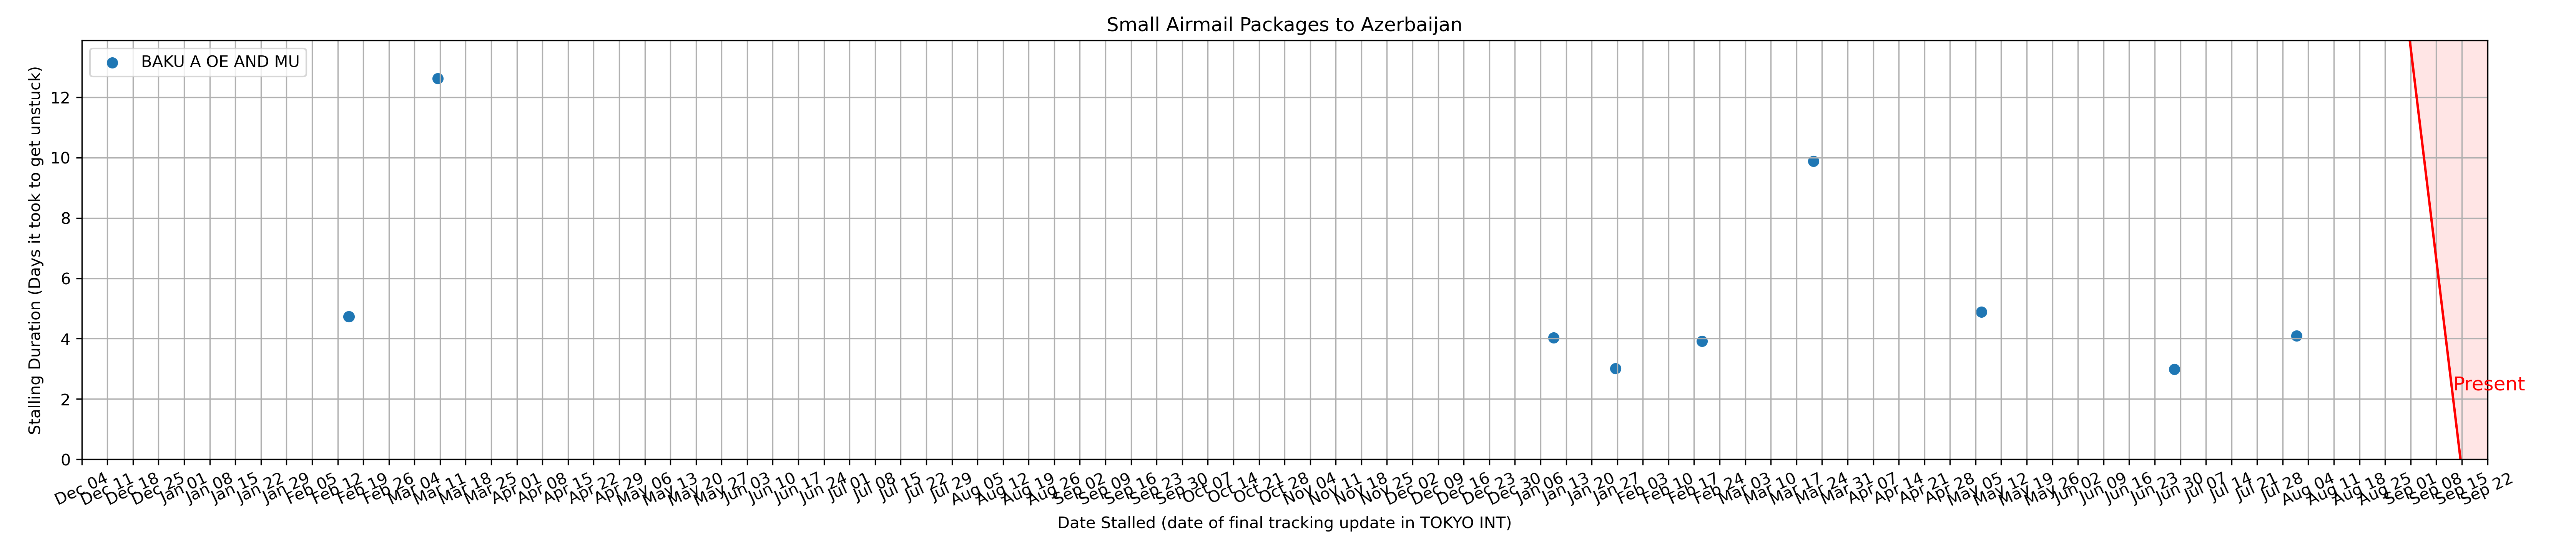 Small Airmail Packages to Azerbaijan
BAKU A OE AND MU
Stalling Duration (Days it took to get unstuck)
12
10
8
6
4
2
0
Present
Dec 04 Dec 11 Dec 18 Dec 25 Jan 01 Jan 08 Jan 15 Jan 22 Jan 29 Feb 05 Feb 12 Feb 19 Feb 26 Mar 04 Mar 11 Mar 18 Mar 25 Apr 01 Apr 08 Apr 15 Apr 22 Apr 29 May 06 May 13 May 20 May 27 Jun 03 Jun 10 Jun 17 Jun 24 Jul 01 Jul 08 Jul 15 Jul 22 Jul 29 Aug 05 Aug 12 Aug 19 Aug 26 Sep 02 Sep 09 Sep 16 Sep 23 Sep 30 Oct 07 Oct 14 Oct 21 Oct 28 Nov 04 Nov 11 Nov 18 Nov 25 Dec 02 Dec 09 Dec 16 Dec 23 Dec 30 Jan 06 Jan 13 Jan 20 Jan 27 Feb 03 Feb 10 Feb 17 Feb 24 Mar 03 Mar 10 Mar 17 Mar 24 Mar 31 Apr 07 Apr 14 Apr 21 Apr 28 May 05 May 12 May 19 May 26 Jun 02 Jun 09 Jun 16 Jun 23 Jun 30 Jul 07 Jul 14 Jul 21 Jul 28 Aug 04 Aug 11 Aug 18 Aug 25 Sep 01 Sep 08 Sep 15 Sep 22
Date Stalled (date of final tracking update in TOKYO INT)